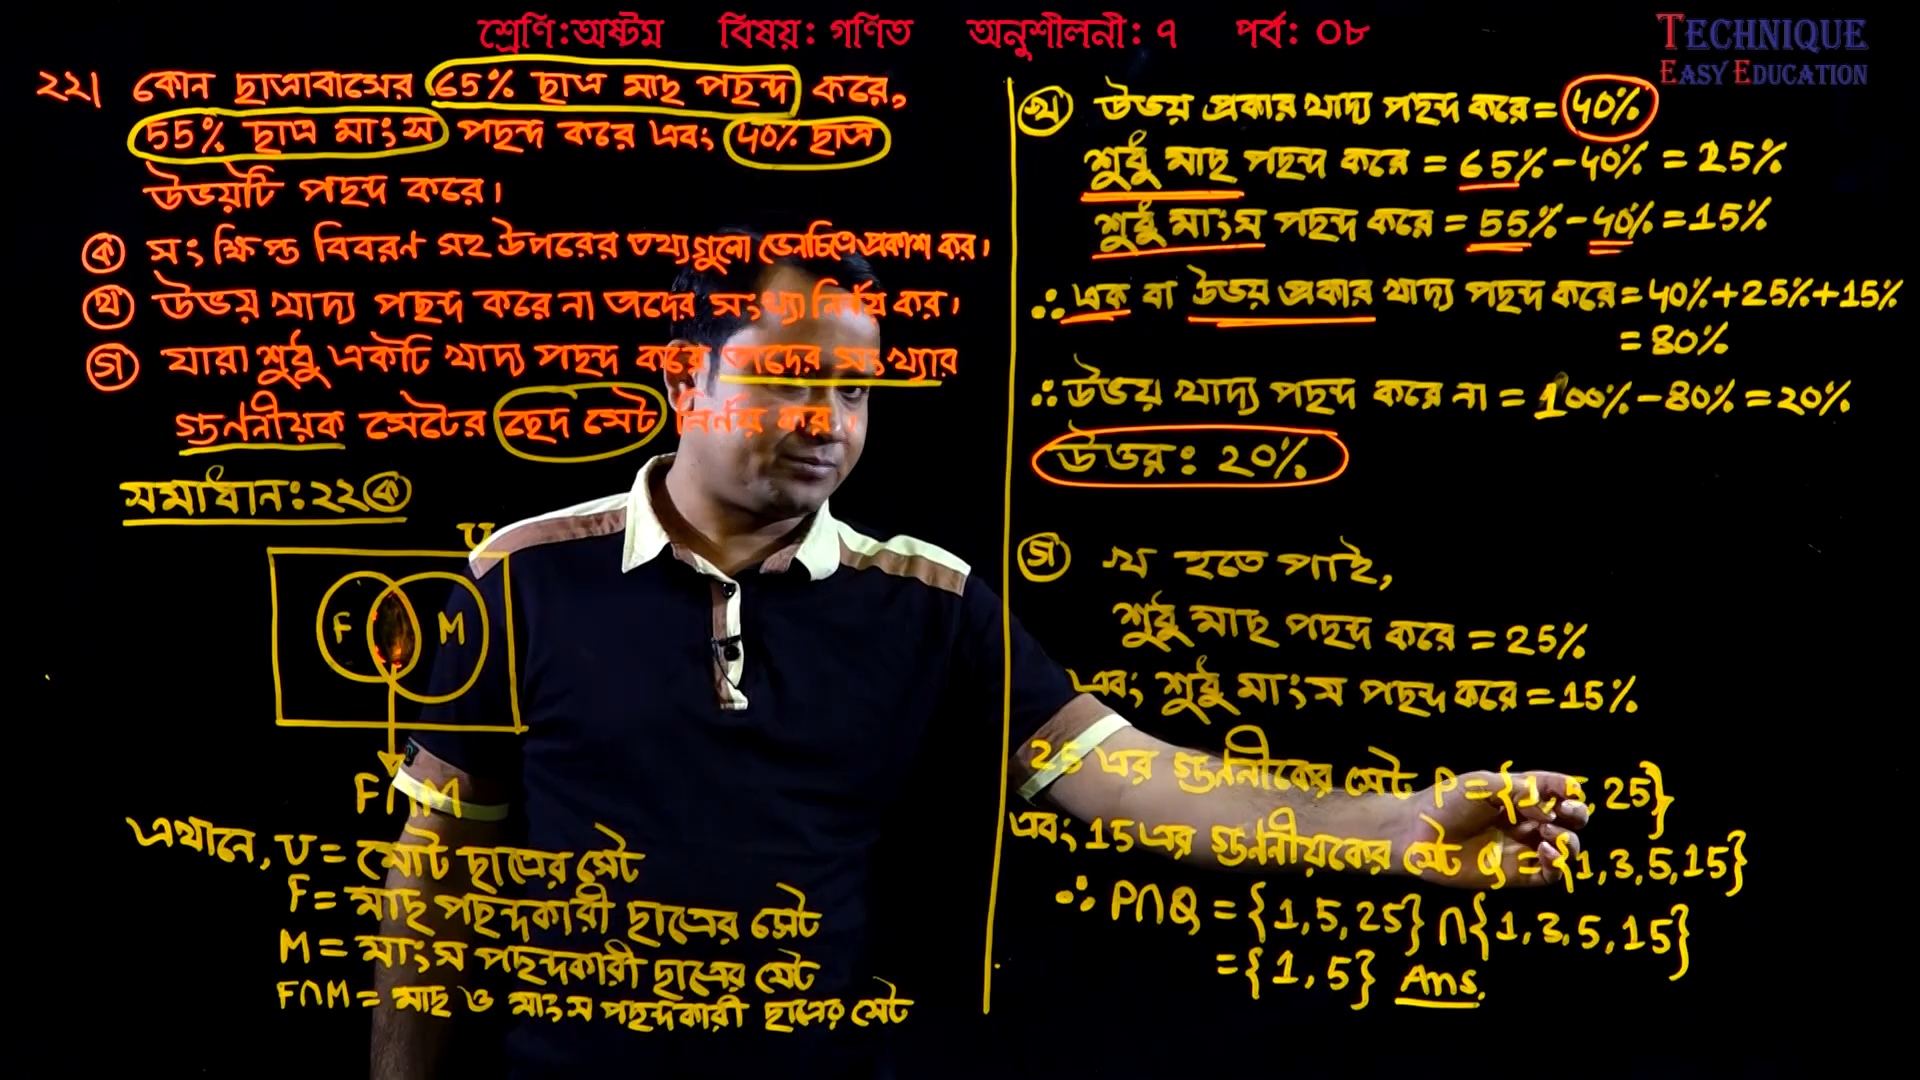 শ্রেণি:অষ্টম বিষয়: গণিত অনুশীলনী: ৭ পর্ব: ০৮
TECHNIQUE
EASY EDUCATION
২২। কোন ছাত্রাবাসের 65% ছাত্র মাছ পছন্দ করে,
55% ছাত্র মাংস পছন্দ করে এবং 40% ছাত্র
উভয়টি পছন্দ করে।
ক সংক্ষিপ্ত বিবরণ সহ উপরের তথ্যগুলো ভেনচিত্রে প্রকাশ কর।
খ উভয় খাদ্য পছন্দ করে না তাদের সংখ্যা নির্ণয় কর।
গ যারা শুধু একটি খাদ্য পছন্দ করে তাদের সংখ্যার
গুণনীয়ক সেটের ছেদ সেট নির্ণয় কর।
সমাধান: ২২ ক
U
F M
F∩M
এখানে, U = মোট ছাত্রের সেট
F = মাছ পছন্দকারী ছাত্রের সেট
M = মাংস পছন্দকারী ছাত্রের সেট
F∩M = মাছ ও মাংস পছন্দকারী ছাত্রের সেট
খ উভয় প্রকার খাদ্য পছন্দ করে = 40%
শুধু মাছ পছন্দ করে = 65% - 40% = 25%
শুধু মাংস পছন্দ করে = 55% - 40% = 15%
∴ এক বা উভয় প্রকার খাদ্য পছন্দ করে = 40% + 25% + 15%
= 80%
∴ উভয় খাদ্য পছন্দ করে না = 100% - 80% = 20%
উত্তর: 20%
গ খ হতে পাই,
শুধু মাছ পছন্দ করে = 25%
এবং শুধু মাংস পছন্দ করে = 15%
25 এর গুণনীকের সেট P = {1, 5, 25}
এবং 15 এর গুণনীয়কের সেট Q = {1, 3, 5, 15}
∴ P∩Q = {1, 5, 25} ∩ {1, 3, 5, 15}
= {1, 5} Ans.